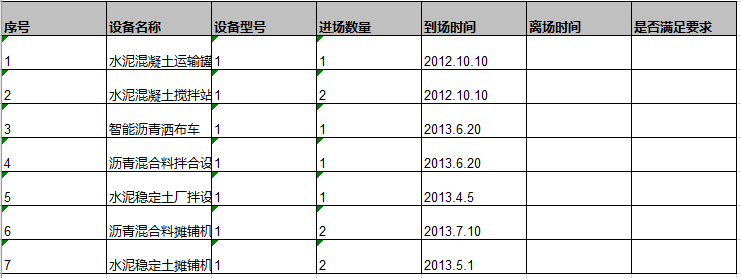 序号 设备名称 设备型号 进场数量 到场时间 离场时间 是否满足要求
1 水泥混凝土运输罐 1 1 2012.10.10
2 水泥混凝土搅拌站 1 2 2012.10.10
3 智能沥青洒布车 1 1 2013.6.20
4 沥青混合料拌合设 1 1 2013.6.20
5 水泥稳定土厂拌设 1 1 2013.4.5
6 沥青混合料摊铺机 1 2 2013.7.10
7 水泥稳定土摊铺机 1 2 2013.5.1